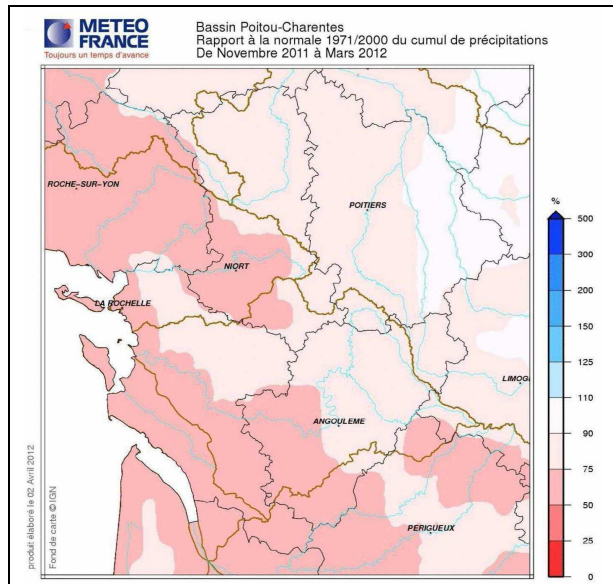 METEO
FRANCE
Toujours un temps d'avance
Bassin Poitou-Charentes
Rapport à la normale 1971/2000 du cumul de précipitations
De Novembre 2011 à Mars 2012
ROCHE-SUR-YON
POITIERS
NIORT
LA ROCHELLE
LIMOG
ANGOULEME
PERIGUEUX
%
500
300
200
150
125
110
90
75
50
25
0
produit élaboré le 02 Avril 2012
Fond de carte © IGN